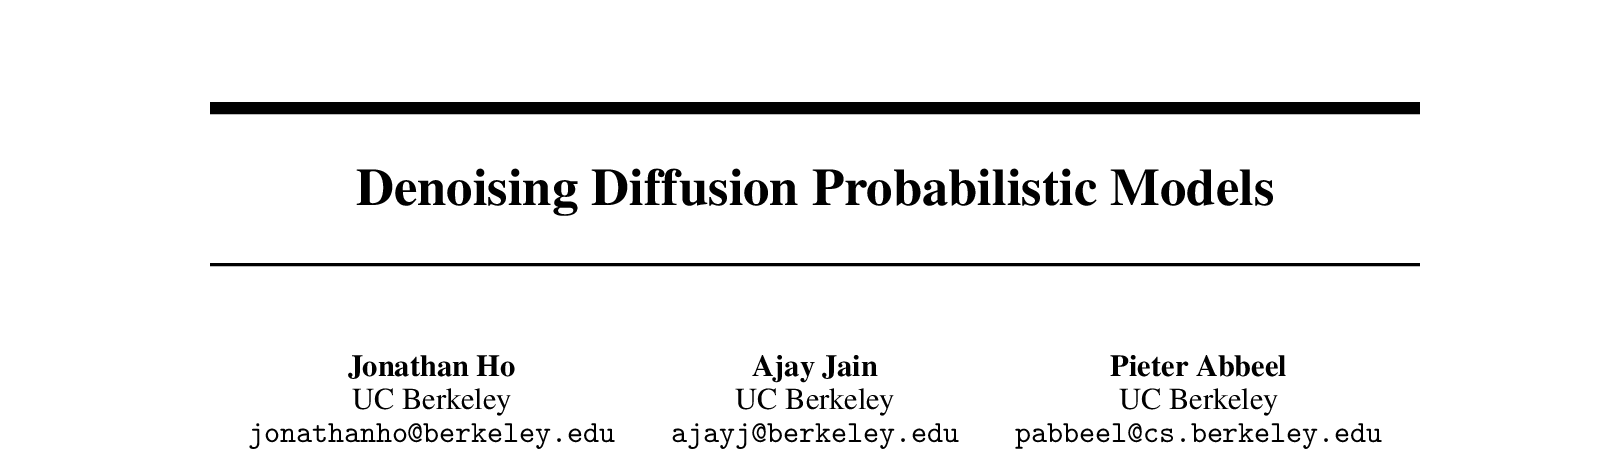 Denoising Diffusion Probabilistic Models
Jonathan Ho
UC Berkeley
jonathanho@berkeley.edu
Ajay Jain
UC Berkeley
ajayj@berkeley.edu
Pieter Abbeel
UC Berkeley
pabbeel@cs.berkeley.edu